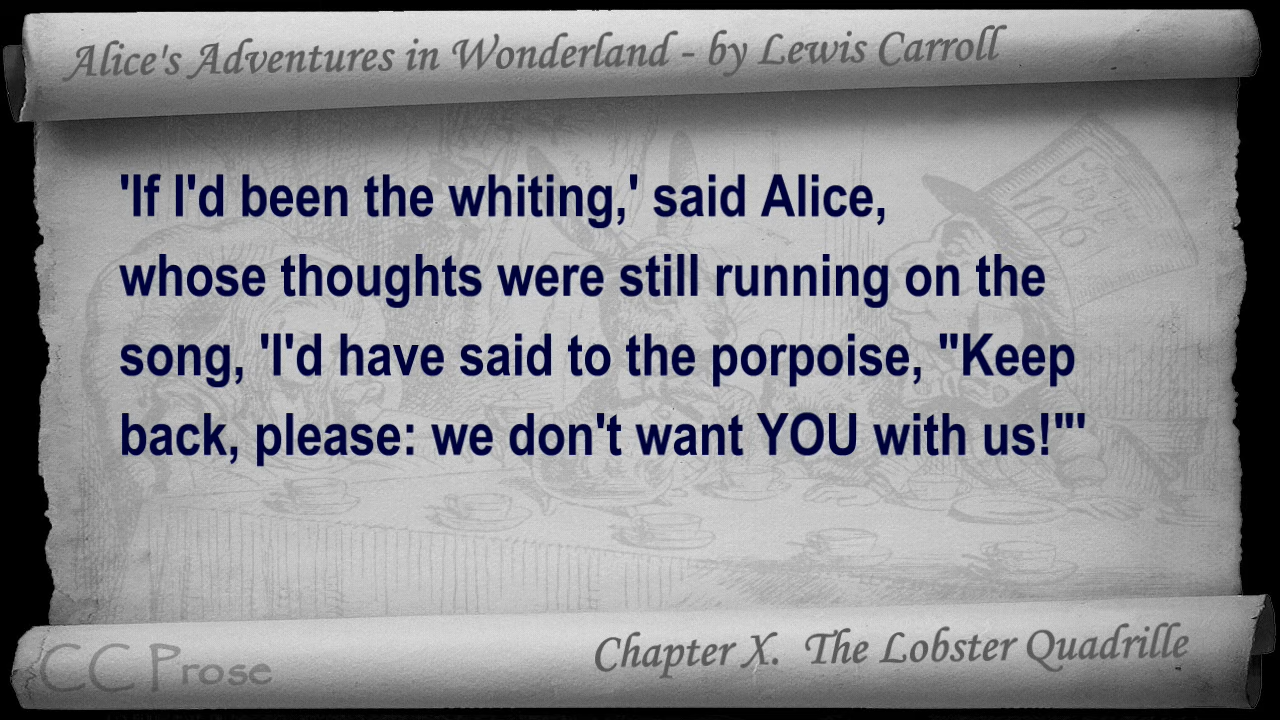 Alice's Adventures in Wonderland - by Lewis Carroll
'If I'd been the whiting,' said Alice,
whose thoughts were still running on the
song, 'I'd have said to the porpoise, "Keep
back, please: we don't want YOU with us!"'
CC Prose
Chapter X. The Lobster Quadrille